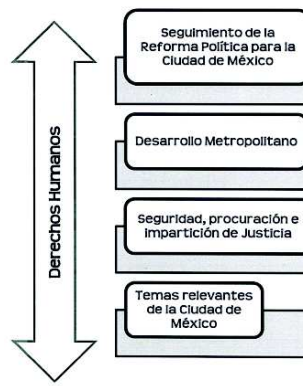 Seguimiento de la
Reforma Política para la
Ciudad de México
Desarrollo Metropolitano
Seguridad, procuración e
impartición de Justicia
Temas relevantes
de la Ciudad de
México
Derechos Humanos